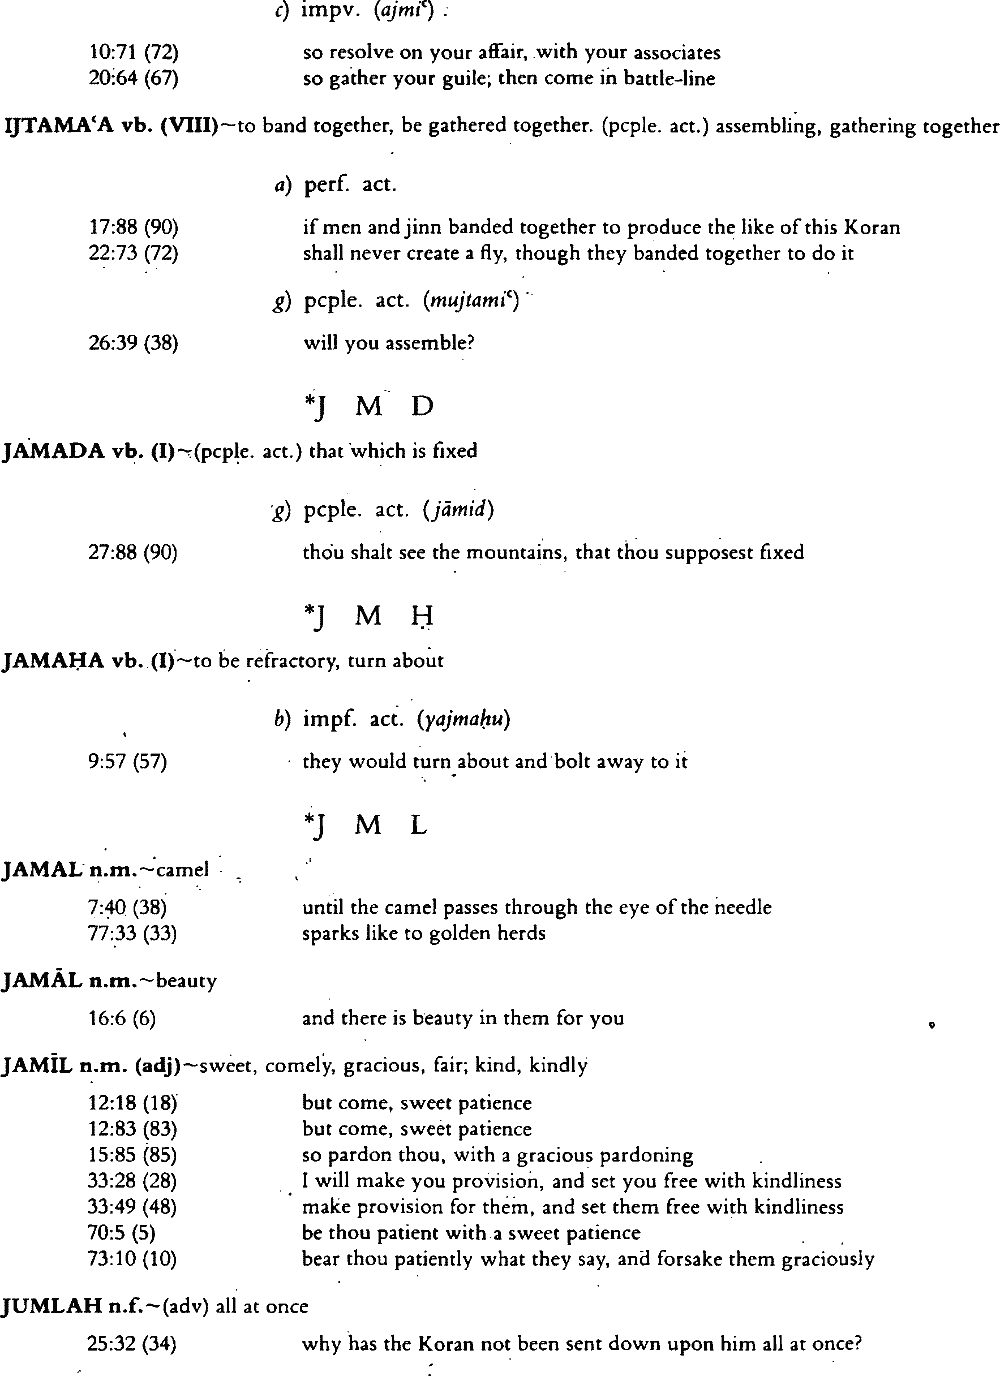 c) impv. (ajmiʿ) :
10:71 (72) so resolve on your affair, with your associates
20:64 (67) so gather your guile; then come in battle-line
IJTAMAʿA vb. (VIII)~to band together, be gathered together. (pcple. act.) assembling, gathering together
a) perf. act.
17:88 (90) if men and jinn banded together to produce the like of this Koran
22:73 (72) shall never create a fly, though they banded together to do it
g) pcple. act. (mujtamiʿ)
26:39 (38) will you assemble?
*J M D
JAMADA vb. (I)~(pcple. act.) that which is fixed
g) pcple. act. (jāmid)
27:88 (90) thou shalt see the mountains, that thou supposest fixed
*J M Ḥ
JAMAḤA vb. (I)~to be refractory, turn about
b) impf. act. (yajmaḥu)
9:57 (57) they would turn about and bolt away to it
*J M L
JAMAL n.m.~camel
7:40 (38) until the camel passes through the eye of the needle
77:33 (33) sparks like to golden herds
JAMĀL n.m.~beauty
16:6 (6) and there is beauty in them for you
JAMĪL n.m. (adj)~sweet, comely, gracious, fair; kind, kindly
12:18 (18) but come, sweet patience
12:83 (83) but come, sweet patience
15:85 (85) so pardon thou, with a gracious pardoning
33:28 (28) I will make you provision, and set you free with kindliness
33:49 (48) make provision for them, and set them free with kindliness
70:5 (5) be thou patient with a sweet patience
73:10 (10) bear thou patiently what they say, and forsake them graciously
JUMLAH n.f.~(adv) all at once
25:32 (34) why has the Koran not been sent down upon him all at once?